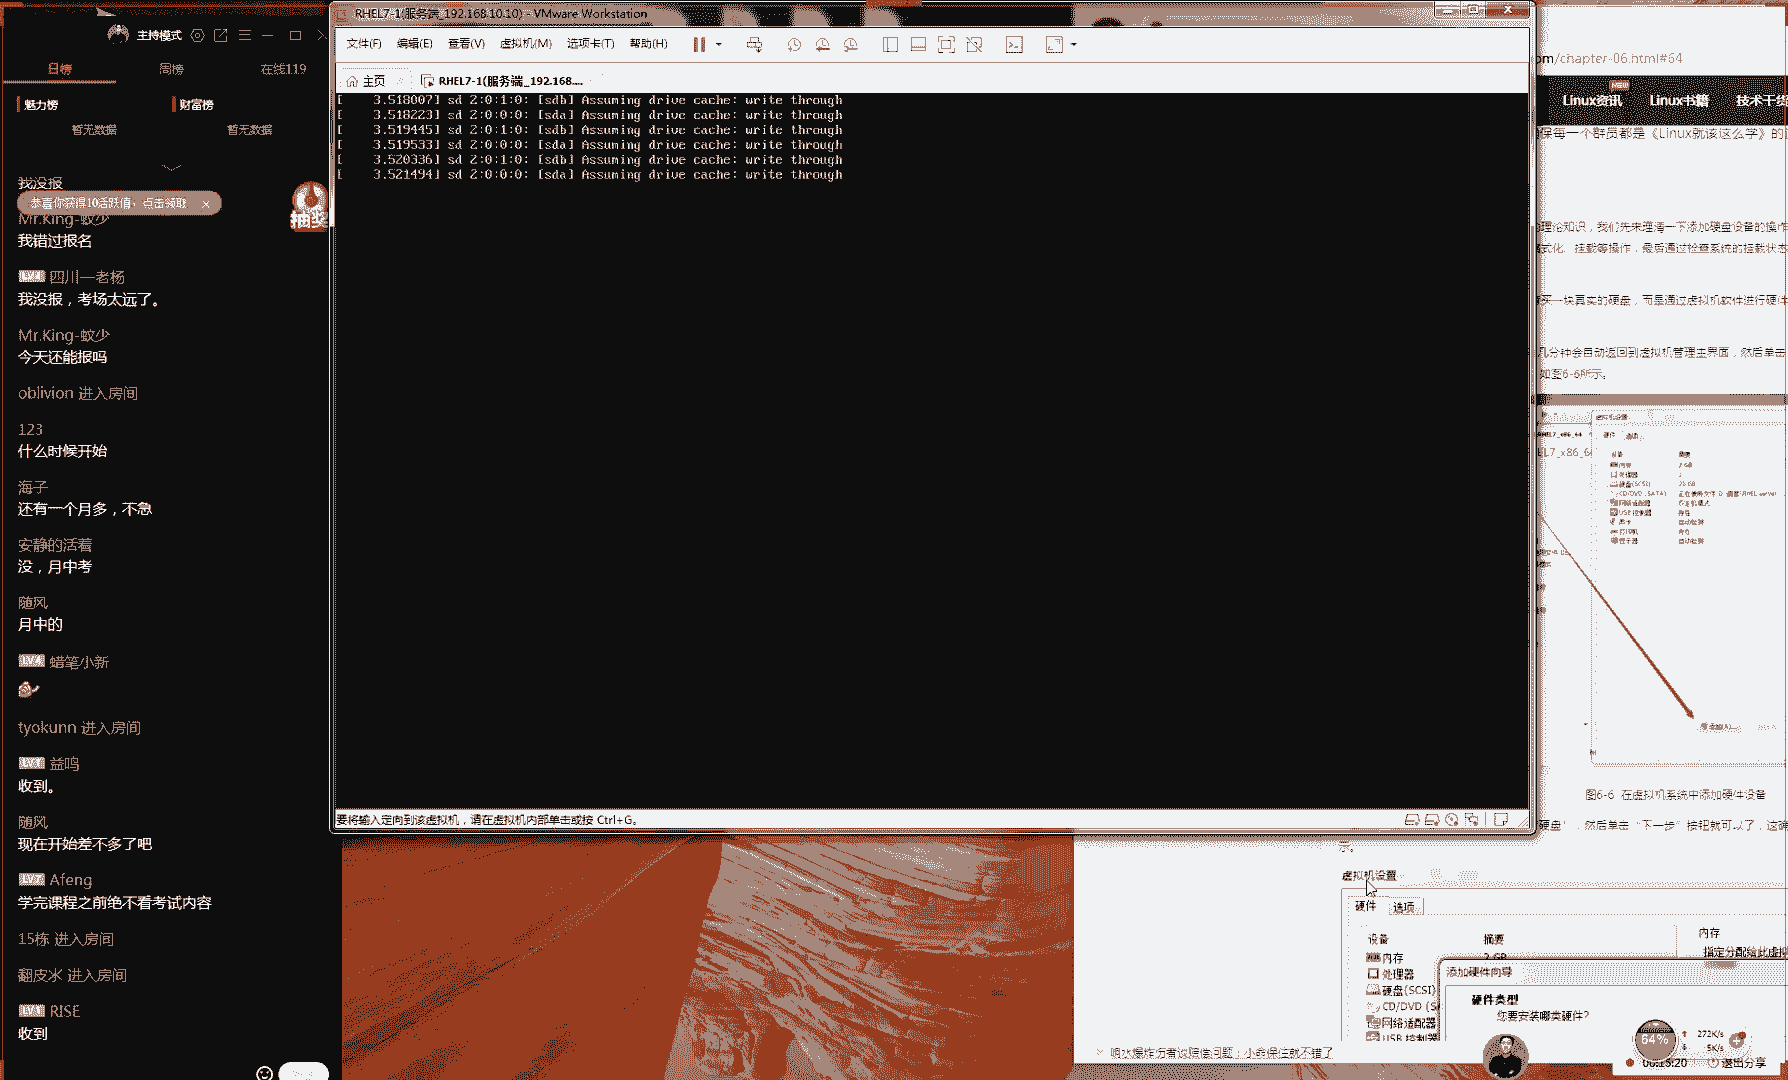 主持模式
日榜 周榜 在线119
魅力榜 财富榜
暂无数据 暂无数据
我没报
恭喜你获得10活跃值，点击领取
抽奖
Mr.King-蚁少
我错过报名
四川一老杨
我没报，考场太远了。
Mr.King-蚁少
今天还能报吗
oblivion 进入房间
123
什么时候开始
海子
还有一个月多，不急
安静的活着
没，月中考
随风
月中的
蜡笔小新
tyokunn 进入房间
益鸣
收到。
随风
现在开始差不多了吧
Afeng
学完课程之前绝不看考试内容
15栋 进入房间
翻皮水 进入房间
RISE
收到
RHEL7-1(服务端_192.168.10.10) - VMware Workstation
文件(F) 编辑(E) 查看(V) 虚拟机(M) 选项卡(T) 帮助(H)
主页 RHEL7-1(服务端_192.168....
[    3.518007] sd 2:0:1:0: [sdb] Assuming drive cache: write through
[    3.518223] sd 2:0:0:0: [sda] Assuming drive cache: write through
[    3.519445] sd 2:0:1:0: [sdb] Assuming drive cache: write through
[    3.519533] sd 2:0:0:0: [sda] Assuming drive cache: write through
[    3.520336] sd 2:0:1:0: [sdb] Assuming drive cache: write through
[    3.521494] sd 2:0:0:0: [sda] Assuming drive cache: write through
要将输入定向到该虚拟机，请在虚拟机内部单击或按 Ctrl+G。
om/chapter-06.html#64
NEW
Linux资讯 Linux书籍 技术干货
保每一个群员都是《Linux就该这么学》的
理论知识，我们先来理清一下添加硬盘设备的操作
式化、挂载等操作，最后通过检查系统的挂载状态
买一块真实的硬盘，而是通过虚拟机软件进行硬件
几分钟会自动返回到虚拟机管理主界面，然后单击
如图6-6所示。
图6-6 在虚拟机系统中添加硬件设备
硬盘"，然后单击"下一步"按钮就可以了，这确
示。
虚拟机设置
硬件 选项
设备 摘要
内存 2 GB
处理器
硬盘(SCSI)
CD/DVD (SA
网络适配器
USB 控制器
内存
指定分配给此虚拟
添加硬件向导
硬件类型
您要安装哪类硬件?
64%
272K/s
5K/s
00:15:20 退出分享